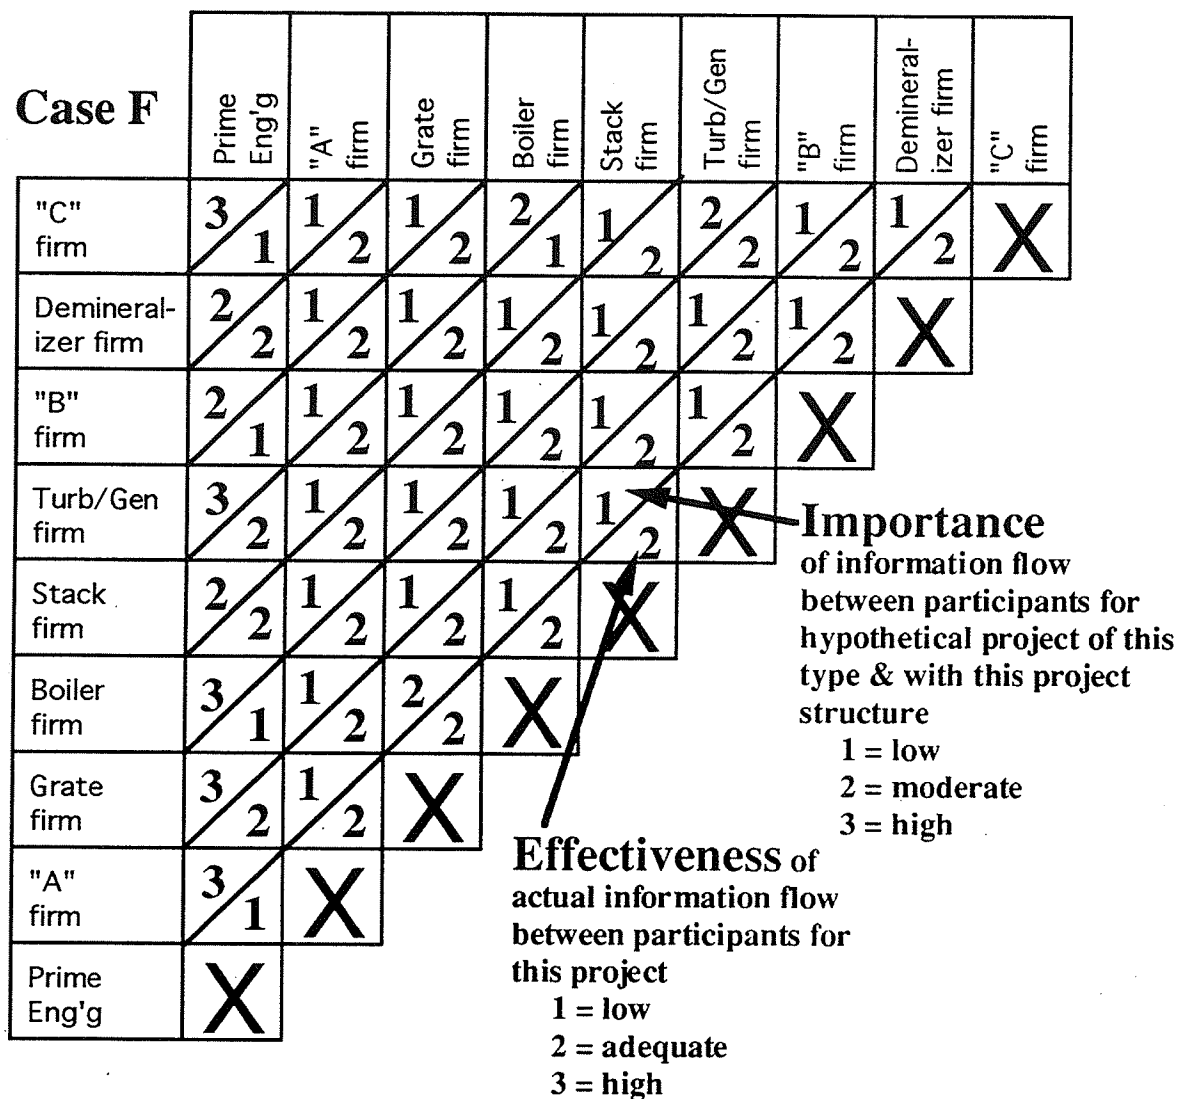 Case F
Prime Eng'g
"A" firm
Grate firm
Boiler firm
Stack firm
Turb/Gen firm
"B" firm
Demineral-izer firm
"C" firm
"C" firm
3 1 1 2 1 2 2 1 1 2 2 2 1 2 1 2 X
Demineral-izer firm
2 2 1 2 1 2 1 2 1 2 1 2 1 2 X
"B" firm
2 1 1 2 1 2 1 2 1 2 1 2 X
Turb/Gen firm
3 2 1 2 1 2 1 2 1 2 X
Stack firm
2 2 1 2 1 2 1 2 X
Boiler firm
3 1 1 2 2 2 X
Grate firm
3 2 1 2 X
"A" firm
3 1 X
Prime Eng'g
X
Importance
of information flow
between participants for
hypothetical project of this
type & with this project
structure
1 = low
2 = moderate
3 = high
Effectiveness of
actual information flow
between participants for
this project
1 = low
2 = adequate
3 = high